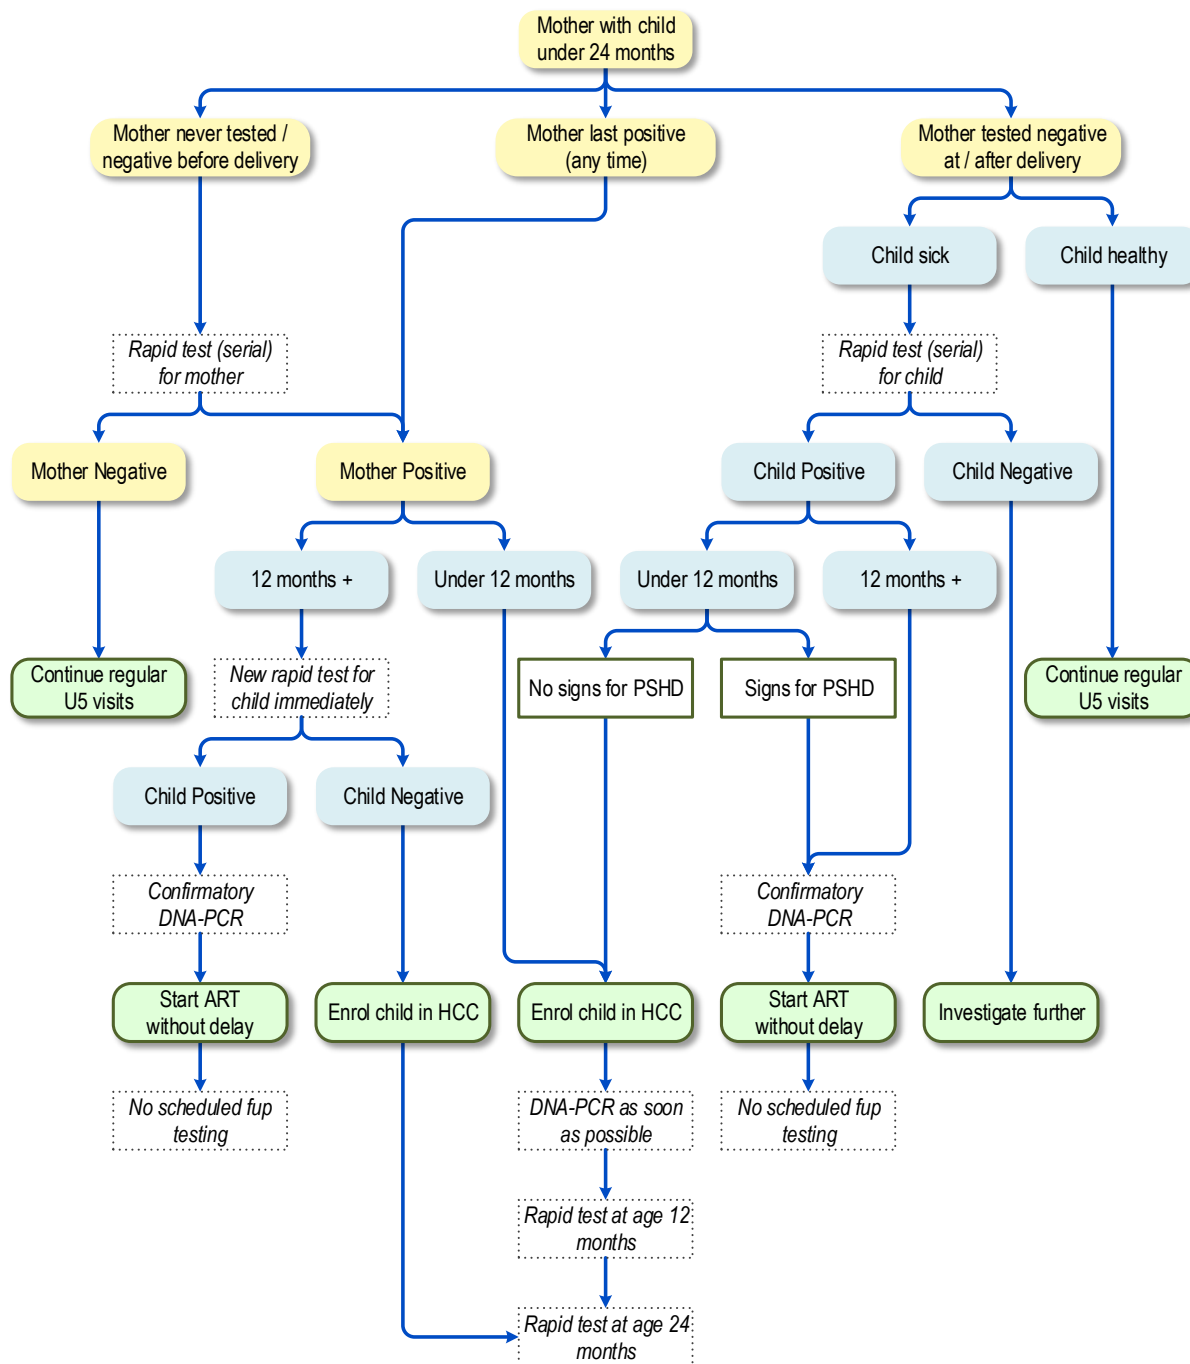 Mother with child
under 24 months
Mother never tested /
negative before delivery
Mother last positive
(any time)
Mother tested negative
at / after delivery
Child sick
Child healthy
Rapid test (serial)
for mother
Rapid test (serial)
for child
Mother Negative
Mother Positive
Child Positive
Child Negative
12 months +
Under 12 months
Under 12 months
12 months +
Continue regular
U5 visits
New rapid test for
child immediately
No signs for PSHD
Signs for PSHD
Continue regular
U5 visits
Child Positive
Child Negative
Confirmatory
DNA-PCR
Confirmatory
DNA-PCR
Start ART
without delay
Enrol child in HCC
Enrol child in HCC
Start ART
without delay
Investigate further
No scheduled fup
testing
DNA-PCR as soon
as possible
No scheduled fup
testing
Rapid test at age 12
months
Rapid test at age 24
months